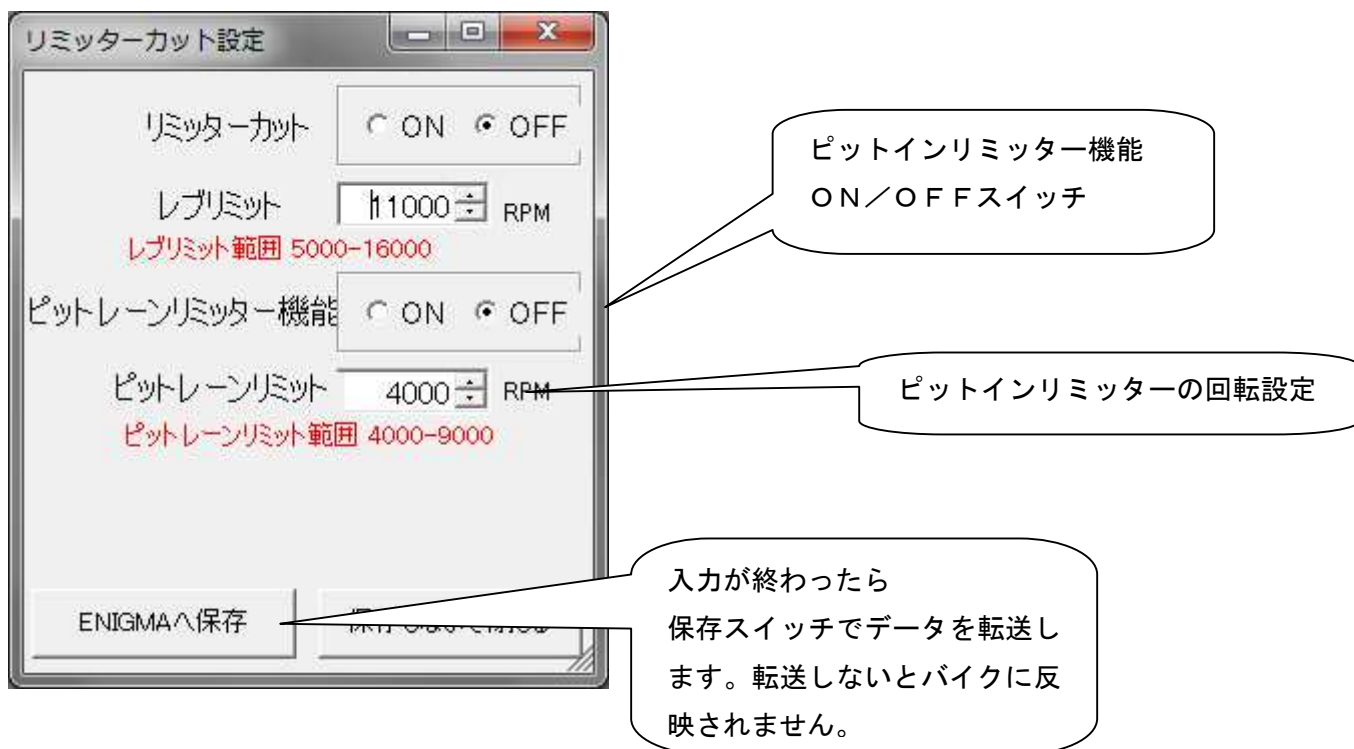 リミッターカット設定
リミッターカット ON OFF
レブリミット 11000 RPM
レブリミット範囲 5000-16000
ピットレーンリミッター機能 ON OFF
ピットレーンリミット 4000 RPM
ピットレーンリミット範囲 4000-9000
ENIGMAへ保存
ピットインリミッター機能
ON／OFFスイッチ
ピットインリミッターの回転設定
入力が終わったら
保存スイッチでデータを転送し
ます。転送しないとバイクに反
映されません。